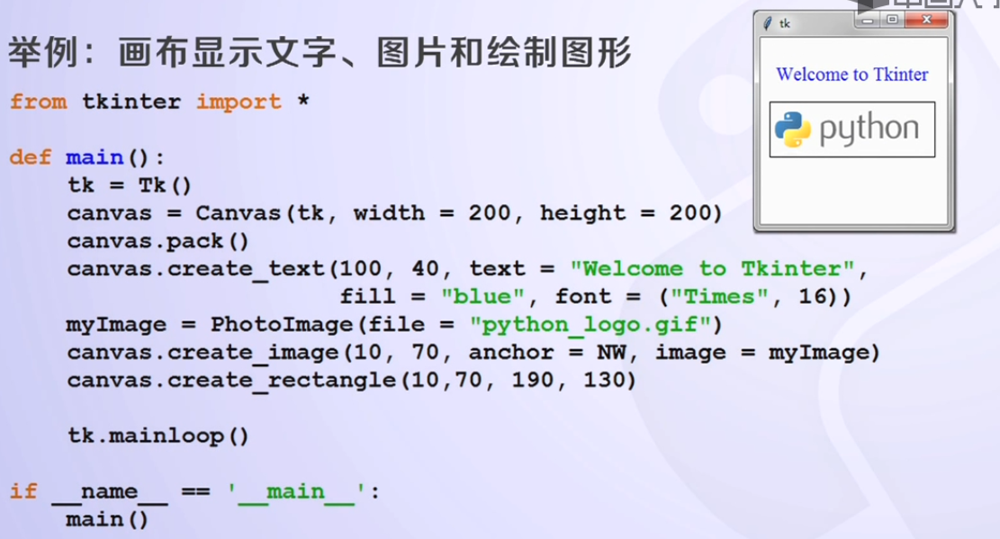 举例：画布显示文字、图片和绘制图形
from tkinter import *
def main():
tk = Tk()
canvas = Canvas(tk, width = 200, height = 200)
canvas.pack()
canvas.create_text(100, 40, text = "Welcome to Tkinter",
fill = "blue", font = ("Times", 16))
myImage = PhotoImage(file = "python_logo.gif")
canvas.create_image(10, 70, anchor = NW, image = myImage)
canvas.create_rectangle(10,70, 190, 130)
tk.mainloop()
if __name__ == '__main__':
main()
tk
Welcome to Tkinter
python